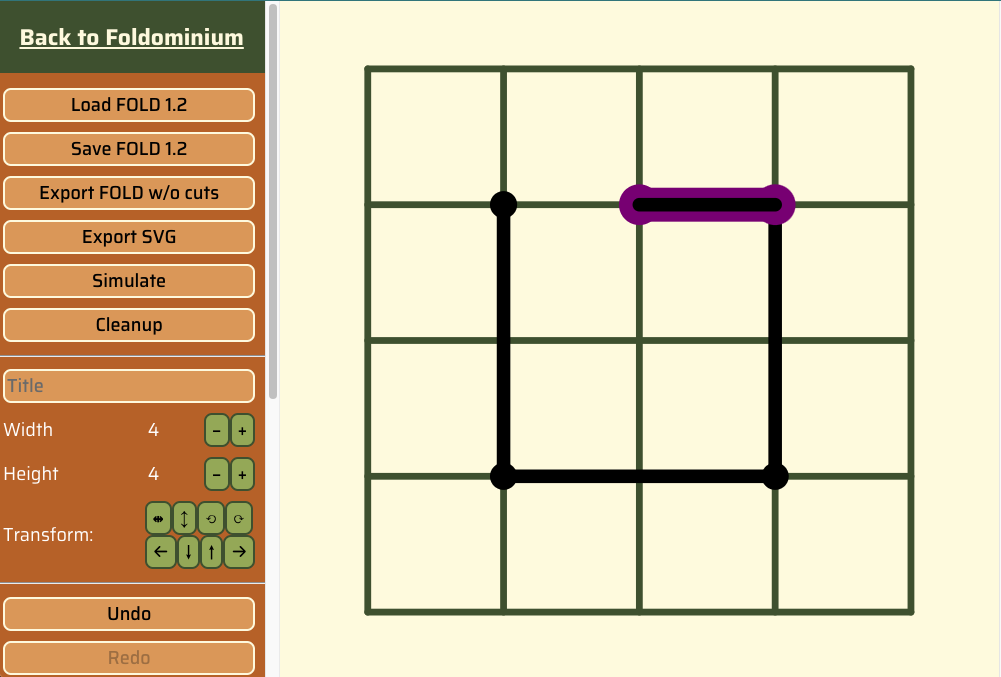 Back to Foldominium
Load FOLD 1.2
Save FOLD 1.2
Export FOLD w/o cuts
Export SVG
Simulate
Cleanup
Title
Width 4 - +
Height 4 - +
Transform: ⇹ ↕ ⟲ ⟳
← ↓ ↑ →
Undo
Redo